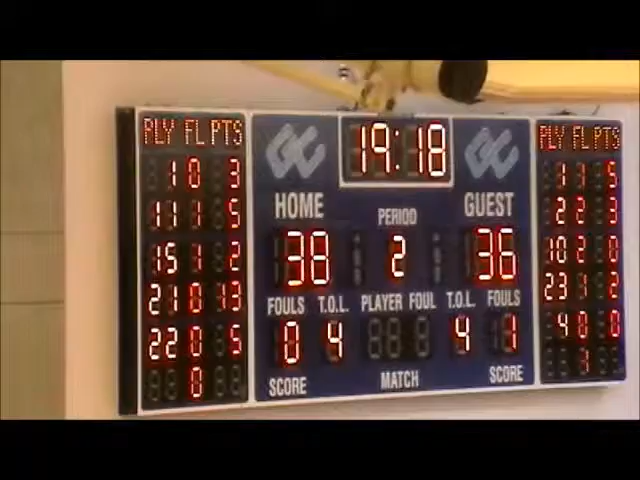 PLY FL PTS
1 0 3
11 1 5
15 1 2
21 0 13
22 0 5
0
19:18
HOME PERIOD GUEST
38 2 36
FOULS T.O.L. PLAYER FOUL T.O.L. FOULS
0 4 4 1
SCORE MATCH SCORE
PLY FL PTS
1 1 5
2 2 3
10 2 0
23 1 2
4 0 0
1